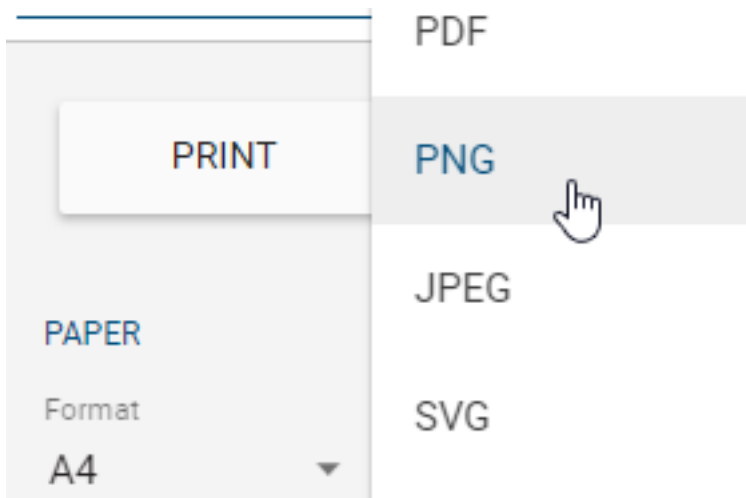 PRINT
PAPER
Format
A4
PDF
PNG
JPEG
SVG